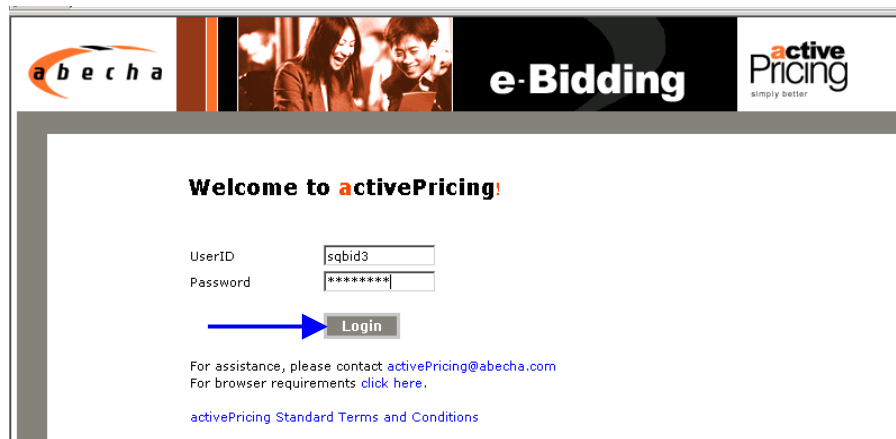 abecha
e-Bidding
active
Pricing
simply better
Welcome to activePricing!
UserID sqbid3
Password ********
Login
For assistance, please contact activePricing@abecha.com
For browser requirements click here.
activePricing Standard Terms and Conditions